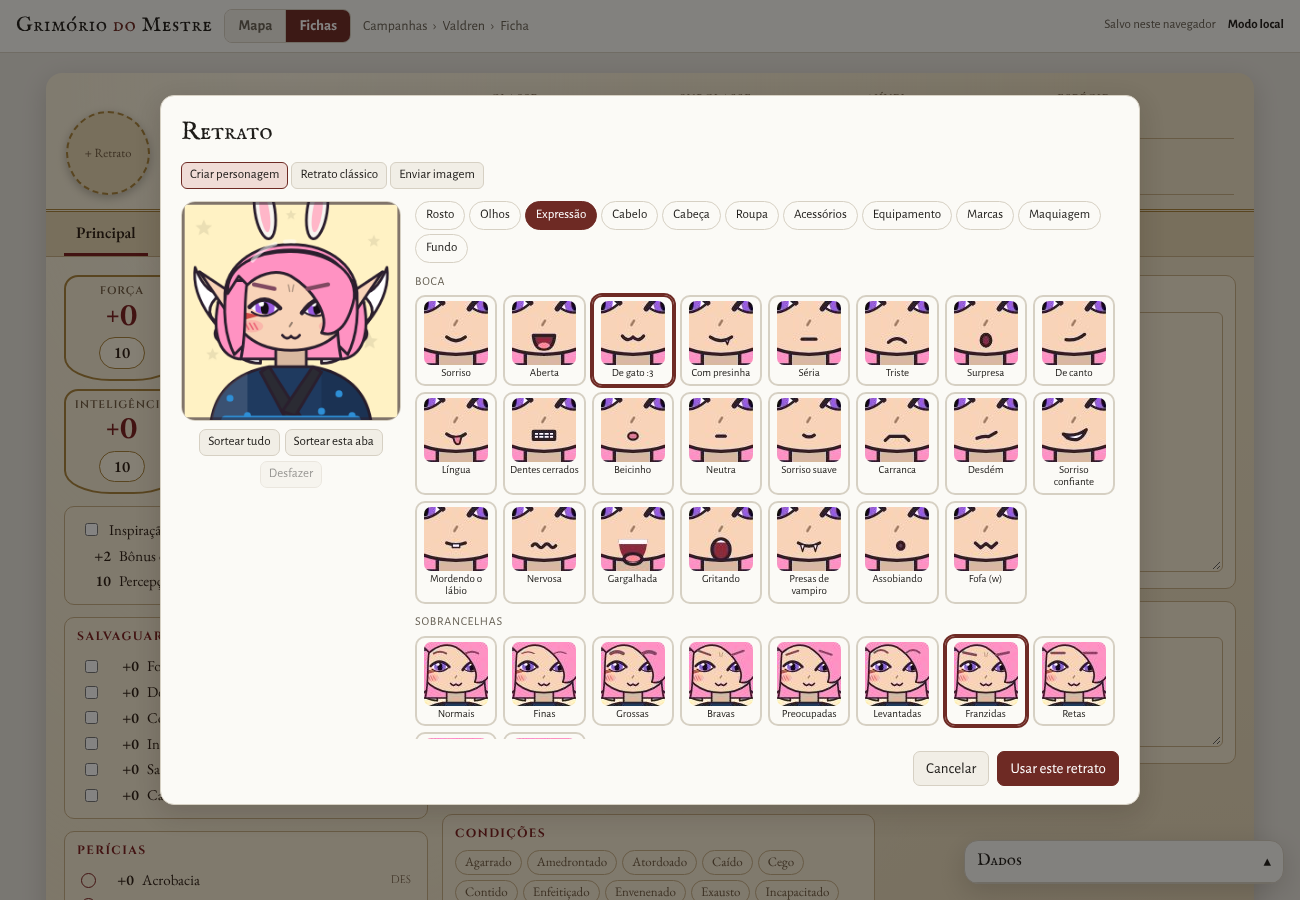 Grimório do Mestre
Mapa
Fichas
Campanhas › Valdren › Ficha
Salvo neste navegador
Modo local
+ Retrato
Principal
FORÇA
+0
10
+0
10
+2 Bônus
10
SALVAGUAR
+0
+0
+0
+0
+0
+0
PERÍCIAS
+0 Acrobacia
DES
CONDIÇÕES
Agarrado
Amedrontado
Atordoado
Caído
Cego
Contido
Enfeitiçado
Envenenado
Exausto
Incapacitado
Dados
▲
Retrato
Criar personagem
Retrato clássico
Enviar imagem
Sortear tudo
Sortear esta aba
Desfazer
Rosto
Olhos
Expressão
Cabelo
Cabeça
Roupa
Acessórios
Equipamento
Marcas
Maquiagem
Fundo
BOCA
Sorriso
Aberta
De gato :3
Com presinha
Séria
Triste
Surpresa
De canto
Língua
Dentes cerrados
Beicinho
Neutra
Sorriso suave
Carranca
Desdém
Sorriso
confiante
Mordendo o
lábio
Nervosa
Gargalhada
Gritando
Presas de
vampiro
Assobiando
Fofa (w)
SOBRANCELHAS
Normais
Finas
Grossas
Bravas
Preocupadas
Levantadas
Franzidas
Retas
Cancelar
Usar este retrato